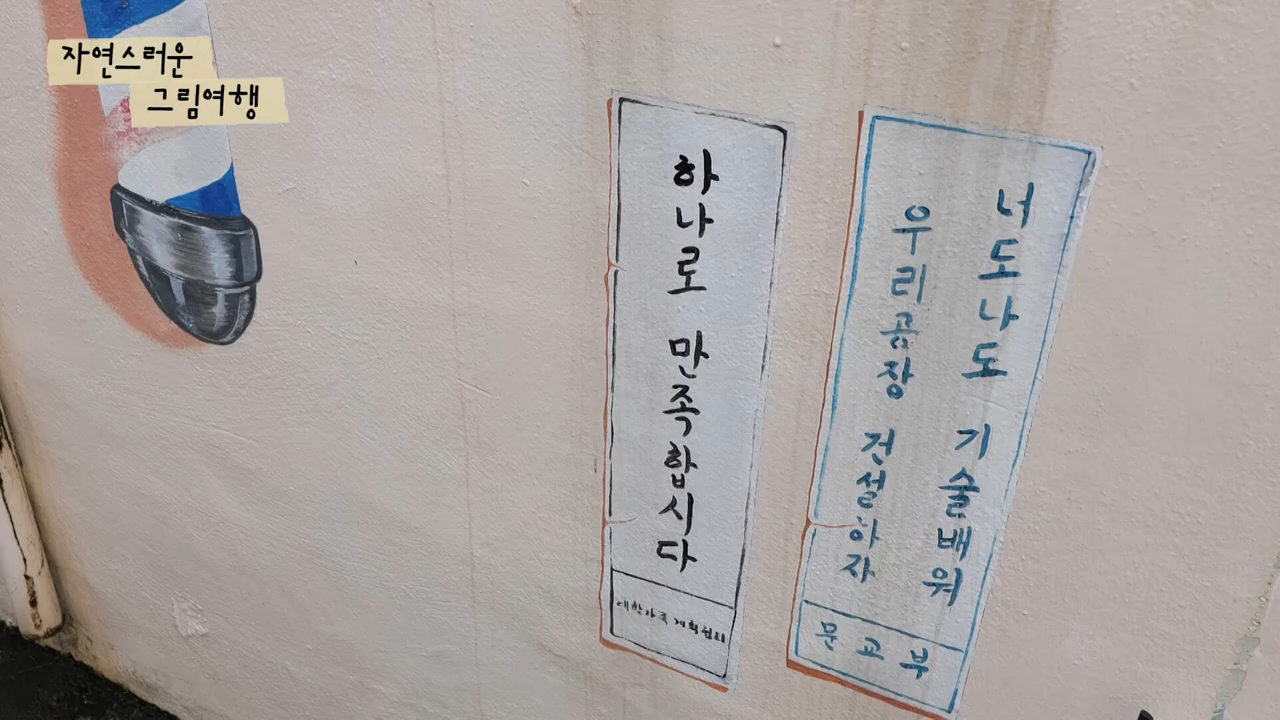 자연스러운
그림여행
하나로 만족합시다
대한가족계획협회
너도나도 기술배워
우리공장 건설하자
문교부